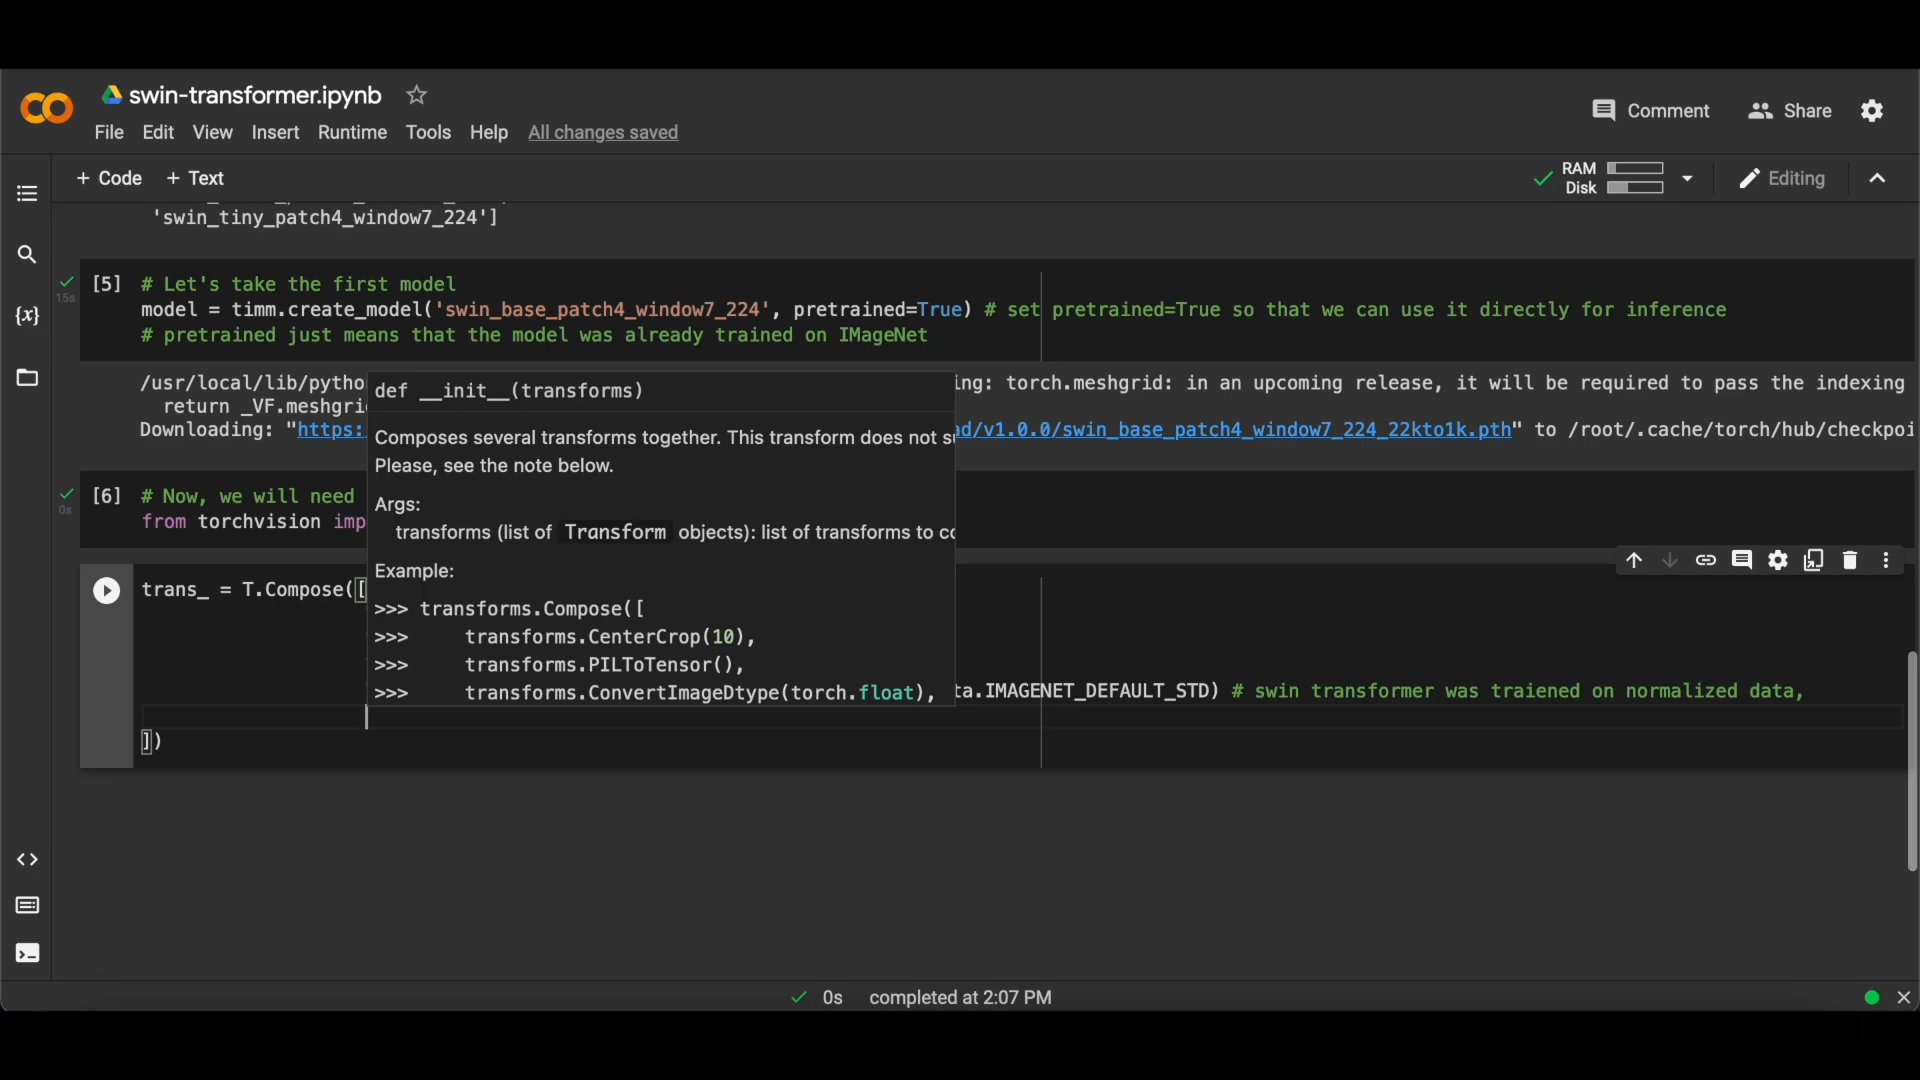 swin-transformer.ipynb
File Edit View Insert Runtime Tools Help All changes saved
Comment Share
+ Code + Text
RAM
Disk
Editing
'swin_tiny_patch4_window7_224']
[5] # Let's take the first model
15s
model = timm.create_model('swin_base_patch4_window7_224', pretrained=True) # set pretrained=True so that we can use it directly for inference
# pretrained just means that the model was already trained on IMageNet
/usr/local/lib/pytho ing: torch.meshgrid: in an upcoming release, it will be required to pass the indexing
return _VF.meshgri
Downloading: "https: ad/v1.0.0/swin_base_patch4_window7_224_22kto1k.pth" to /root/.cache/torch/hub/checkpoi
def __init__(transforms)
Composes several transforms together. This transform does not su
Please, see the note below.
Args:
transforms (list of Transform objects): list of transforms to co
Example:
>>> transforms.Compose([
>>> transforms.CenterCrop(10),
>>> transforms.PILToTensor(),
>>> transforms.ConvertImageDtype(torch.float),
[6] # Now, we will need
0s
from torchvision imp
trans_ = T.Compose([
ta.IMAGENET_DEFAULT_STD) # swin transformer was traiened on normalized data,
])
0s completed at 2:07 PM